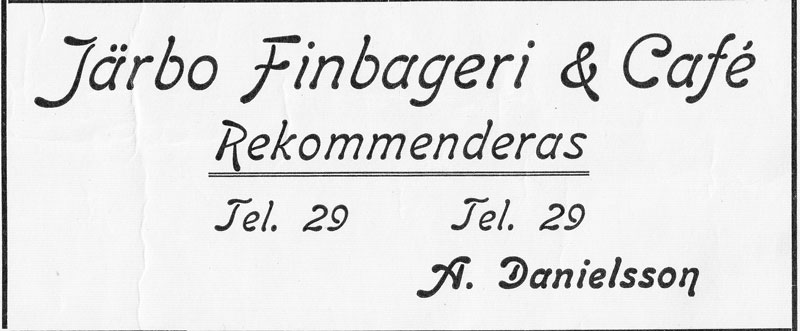 Järbo Finbageri & Café
Rekommenderas
Tel. 29 Tel. 29
A. Danielsson